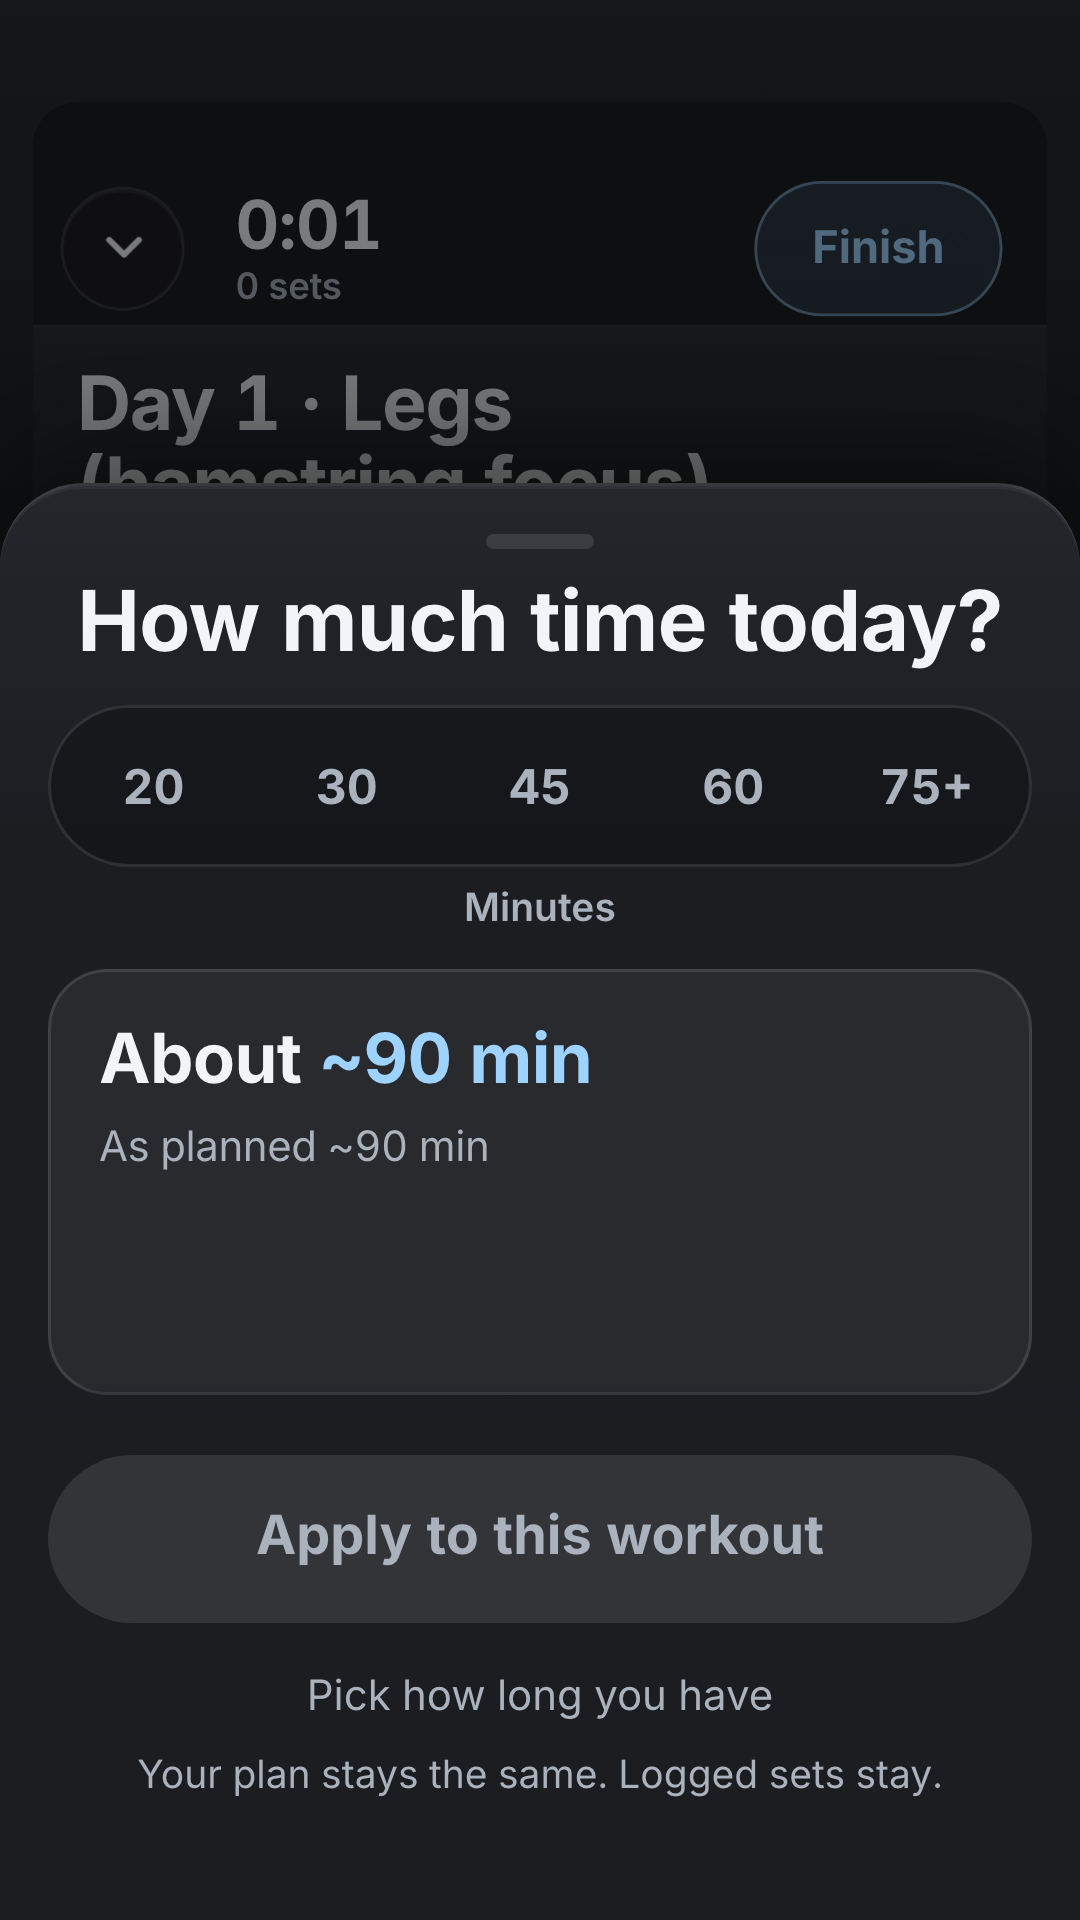 0:01
0 sets
Finish
Day 1 · Legs
(hamstring focus)
How much time today?
20 30 45 60 75+
Minutes
About ~90 min
As planned ~90 min
Apply to this workout
Pick how long you have
Your plan stays the same. Logged sets stay.